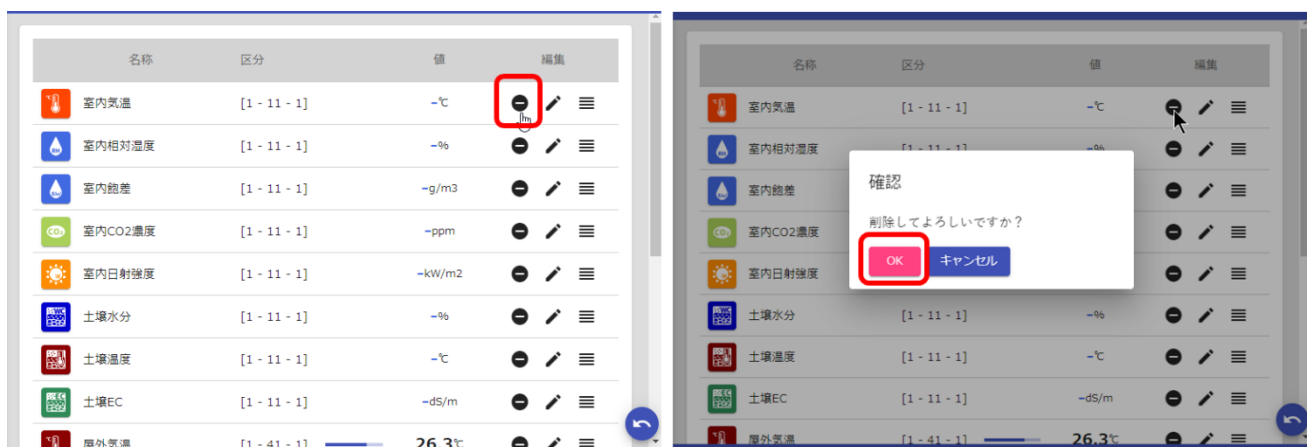 名称 区分 値 編集
室内気温 [1 - 11 - 1] -℃
室内相対湿度 [1 - 11 - 1] -%
室内飽差 [1 - 11 - 1] -g/m3
室内CO2濃度 [1 - 11 - 1] -ppm
室内日射強度 [1 - 11 - 1] -kW/m2
土壌水分 [1 - 11 - 1] -%
土壌温度 [1 - 11 - 1] -℃
土壌EC [1 - 11 - 1] -dS/m
屋外気温 [1 - 41 - 1] 26.3℃
名称 区分 値 編集
室内気温 [1 - 11 - 1] -℃
室内相対湿度 [1 - 11 - 1] -%
室内飽差
室内CO2濃度
室内日射強度
土壌水分 [1 - 11 - 1] -%
土壌温度 [1 - 11 - 1] -℃
土壌EC [1 - 11 - 1] -dS/m
屋外気温 [1 - 41 - 1] 26.3℃
確認
削除してよろしいですか？
OK キャンセル